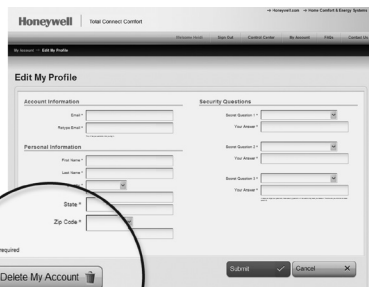 → Honeywell.com → Home Comfort & Energy Systems
Honeywell Total Connect Comfort
Sign Out Control Center My Account FAQs Contact Us
My Account → Edit My Profile
Edit My Profile
Account Information
Email *
Retype Email *
Personal Information
First Name *
Last Name *
State *
Zip Code *
required
Security Questions
Secret Question 1 *
Your Answer *
Secret Question 2 *
Your Answer *
Secret Question 3 *
Your Answer *
Delete My Account
Submit
Cancel